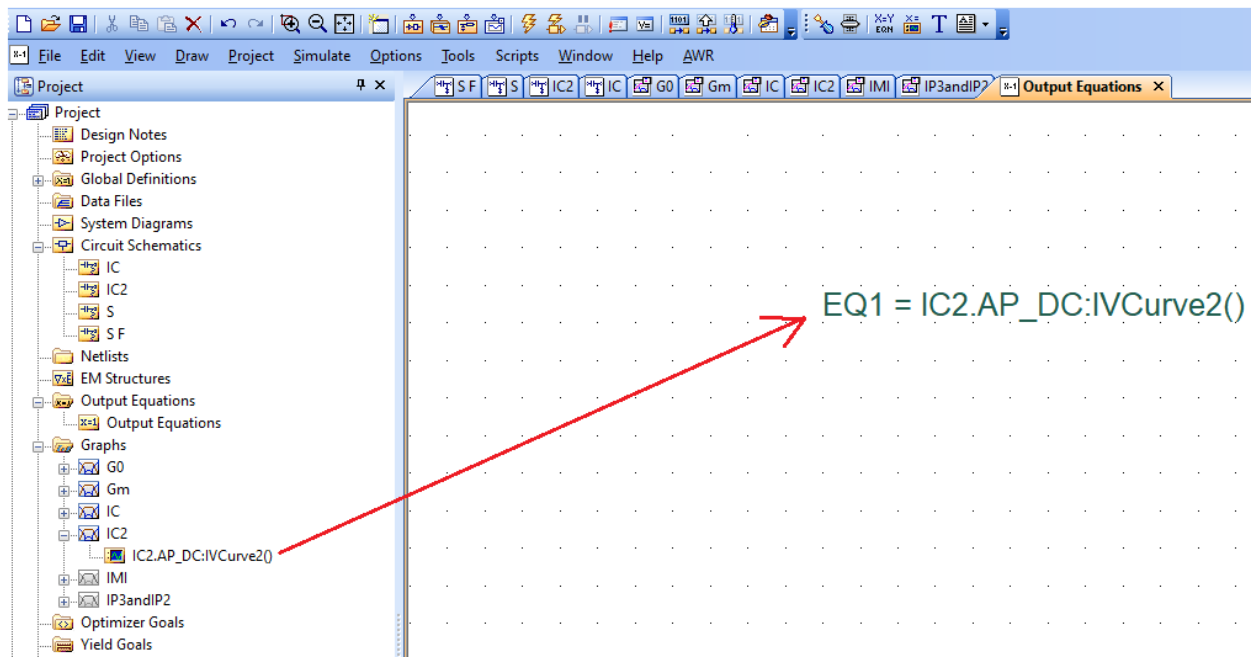 File Edit View Draw Project Simulate Options Tools Scripts Window Help AWR
Project
S F S IC2 IC G0 Gm IC IC2 IMI IP3andIP2 Output Equations
Project
Design Notes
Project Options
Global Definitions
Data Files
System Diagrams
Circuit Schematics
IC
IC2
S
S F
Netlists
EM Structures
Output Equations
Output Equations
Graphs
G0
Gm
IC
IC2
IC2.AP_DC:IVCurve2()
IMI
IP3andIP2
Optimizer Goals
Yield Goals
EQ1 = IC2.AP_DC:IVCurve2()